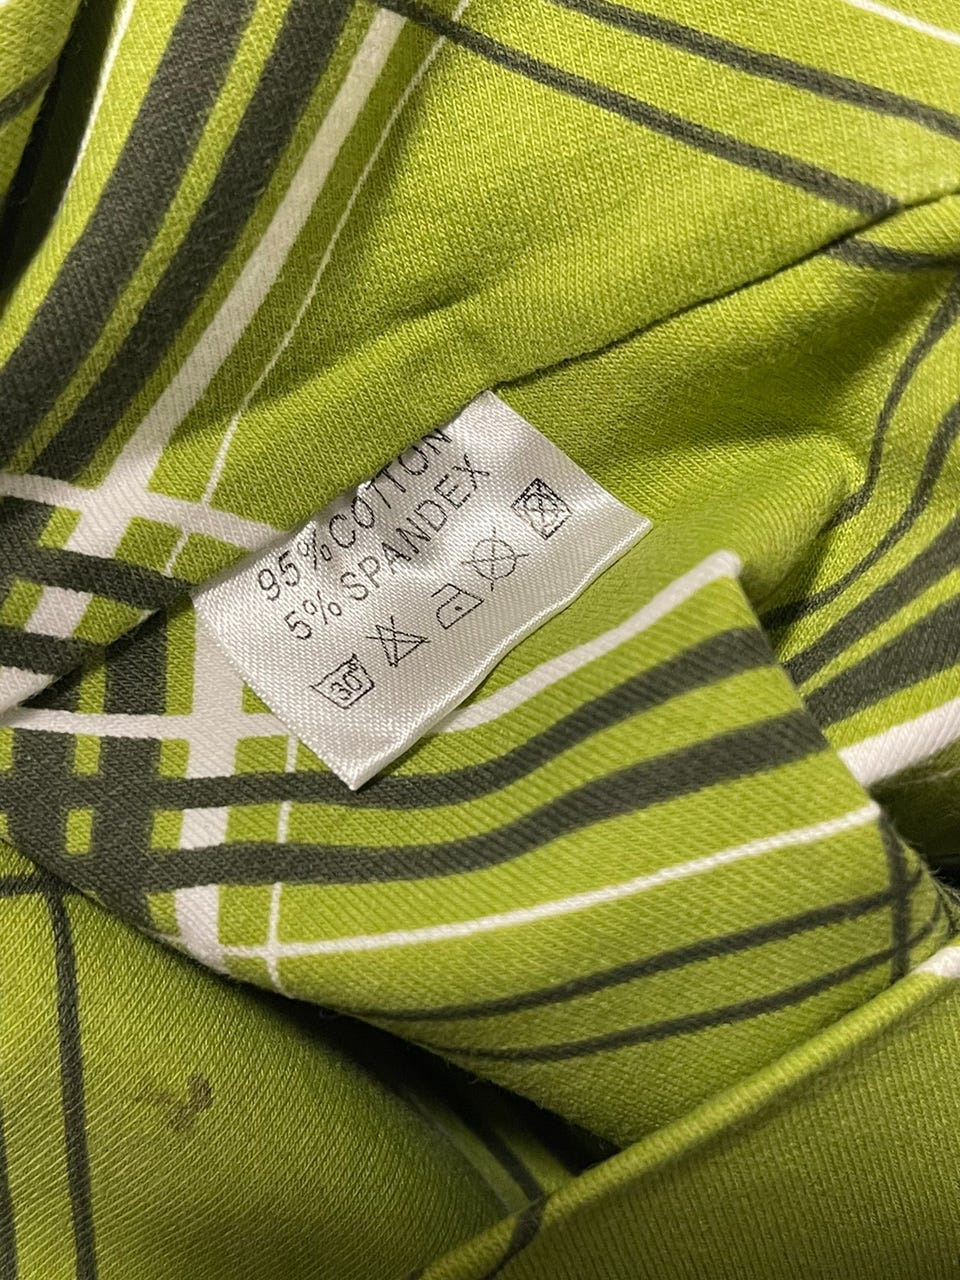 95% COTTON
5% SPANDEX
30°